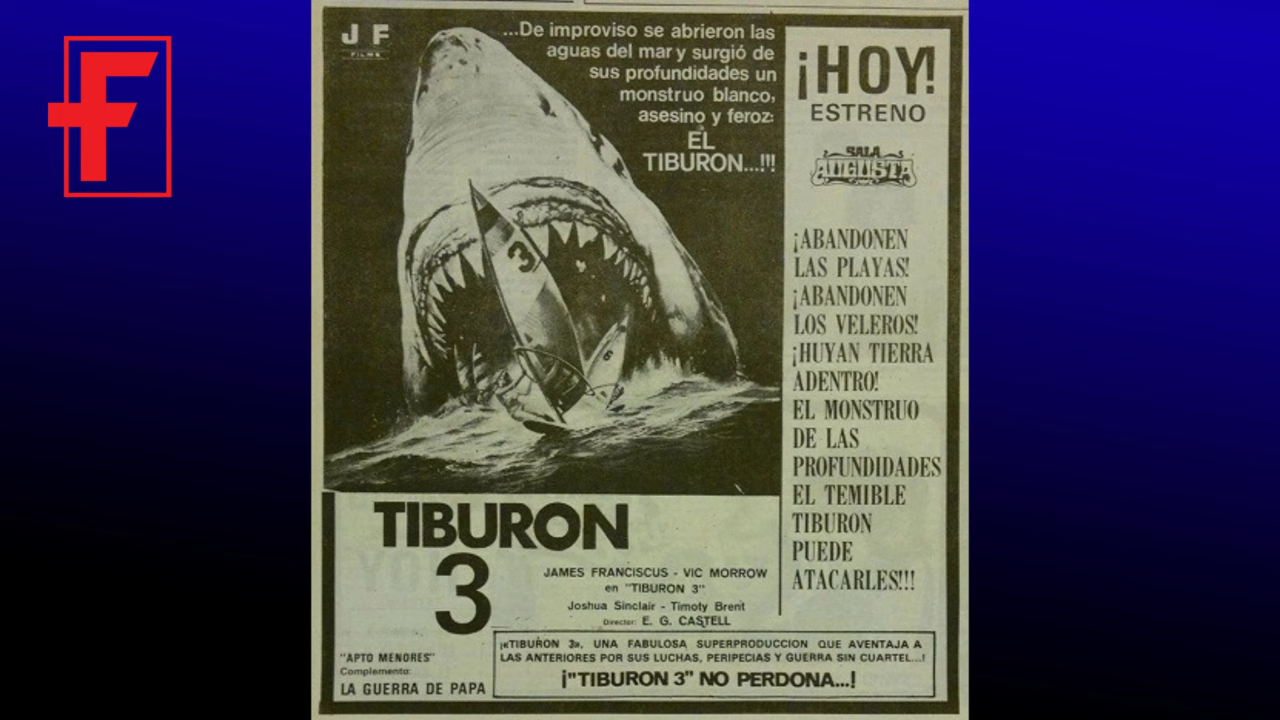 F
J F
FILMS
...De improviso se abrieron las
aguas del mar y surgió de
sus profundidades un
monstruo blanco,
asesino y feroz:
EL
TIBURON...!!!
3
6
¡HOY!
ESTRENO
SALA
AUGUSTA
¡ABANDONEN
LAS PLAYAS!
¡ABANDONEN
LOS VELEROS!
¡HUYAN TIERRA
ADENTRO!
EL MONSTRUO
DE LAS
PROFUNDIDADES
EL TEMIBLE
TIBURON
PUEDE
ATACARLES!!!
TIBURON
3
JAMES FRANCISCUS - VIC MORROW
en "TIBURON 3"
Joshua Sinclair - Timoty Brent
Director: E. G. CASTELL
"APTO MENORES"
Complemento:
LA GUERRA DE PAPA
¡«TIBURON 3», UNA FABULOSA SUPERPRODUCCION QUE AVENTAJA A
LAS ANTERIORES POR SUS LUCHAS, PERIPECIAS Y GUERRA SIN CUARTEL...!
¡"TIBURON 3" NO PERDONA...!